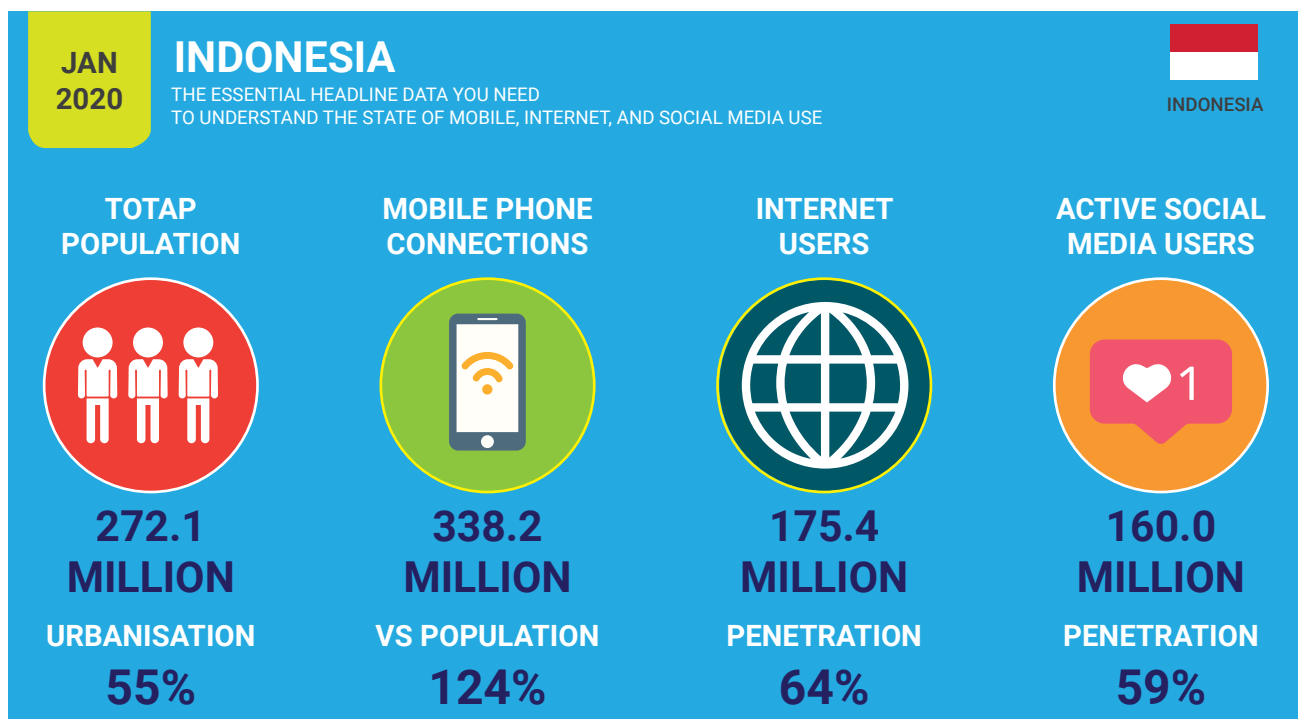 JAN
2020
INDONESIA
THE ESSENTIAL HEADLINE DATA YOU NEED
TO UNDERSTAND THE STATE OF MOBILE, INTERNET, AND SOCIAL MEDIA USE
INDONESIA
TOTAP
POPULATION
272.1
MILLION
URBANISATION
55%
MOBILE PHONE
CONNECTIONS
338.2
MILLION
VS POPULATION
124%
INTERNET
USERS
175.4
MILLION
PENETRATION
64%
ACTIVE SOCIAL
MEDIA USERS
1
160.0
MILLION
PENETRATION
59%